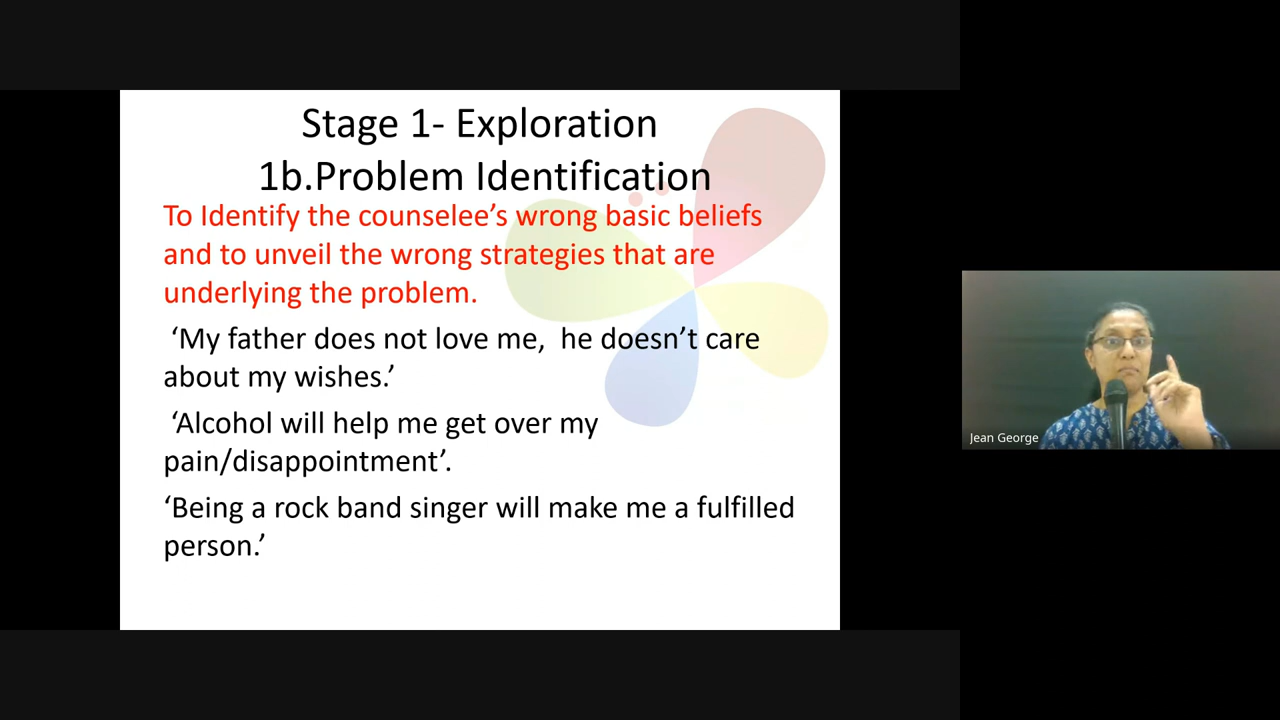 Stage 1- Exploration
1b.Problem Identification
To Identify the counselee’s wrong basic beliefs
and to unveil the wrong strategies that are
underlying the problem.
‘My father does not love me,  he doesn’t care
about my wishes.’
‘Alcohol will help me get over my
pain/disappointment’.
‘Being a rock band singer will make me a fulfilled
person.’
Jean George